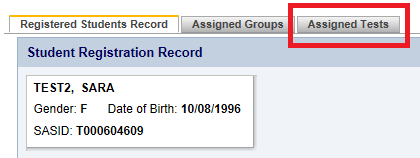 Registered Students Record Assigned Groups Assigned Tests
Student Registration Record
TEST2, SARA
Gender: F Date of Birth: 10/08/1996
SASID: T000604609